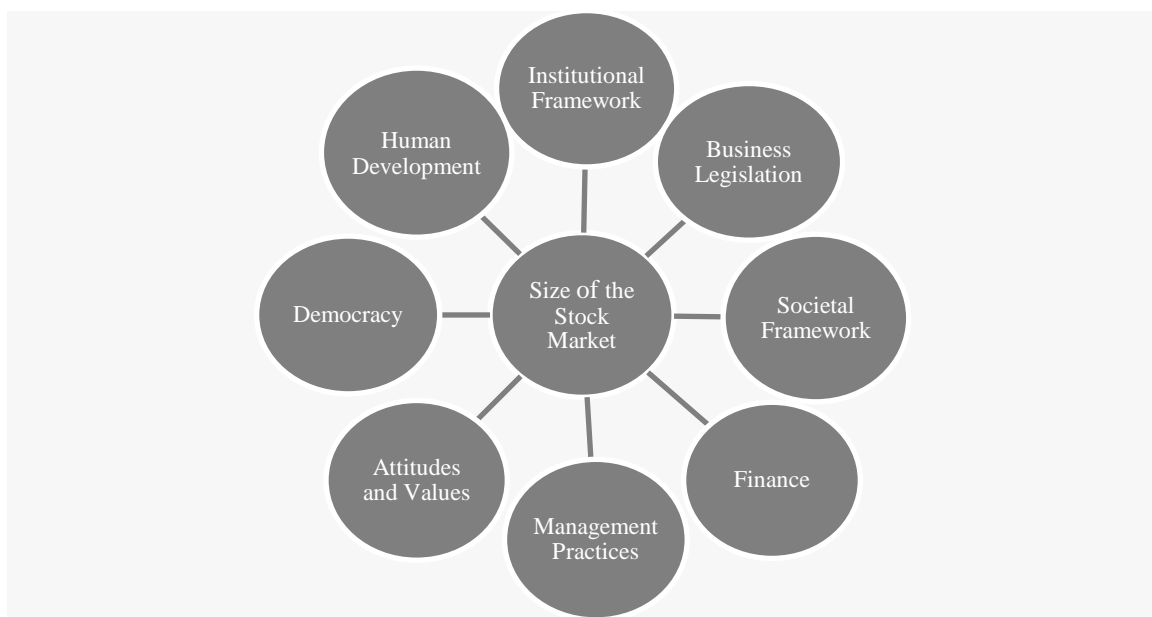 Institutional
Framework
Business
Legislation
Societal
Framework
Finance
Management
Practices
Attitudes
and Values
Democracy
Human
Development
Size of the
Stock
Market